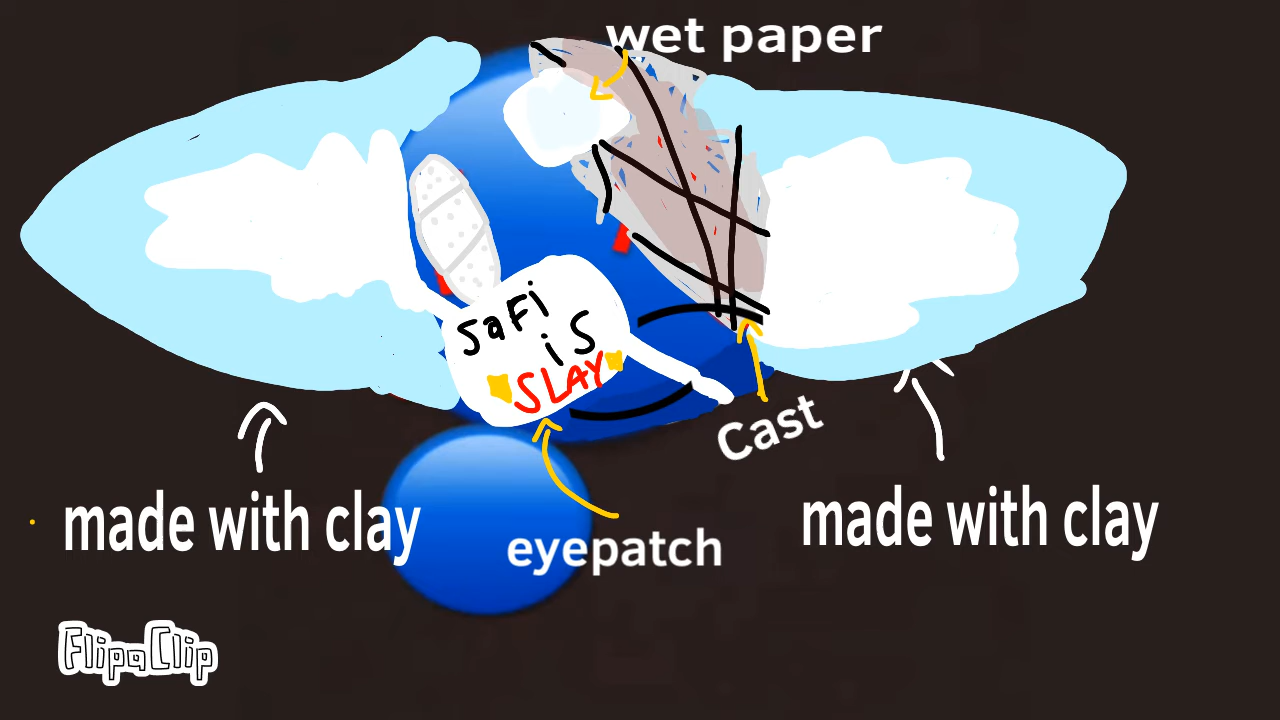 wet paper
SaFi
iS
SLAY
Cast
made with clay
made with clay
eyepatch
FlipaClip